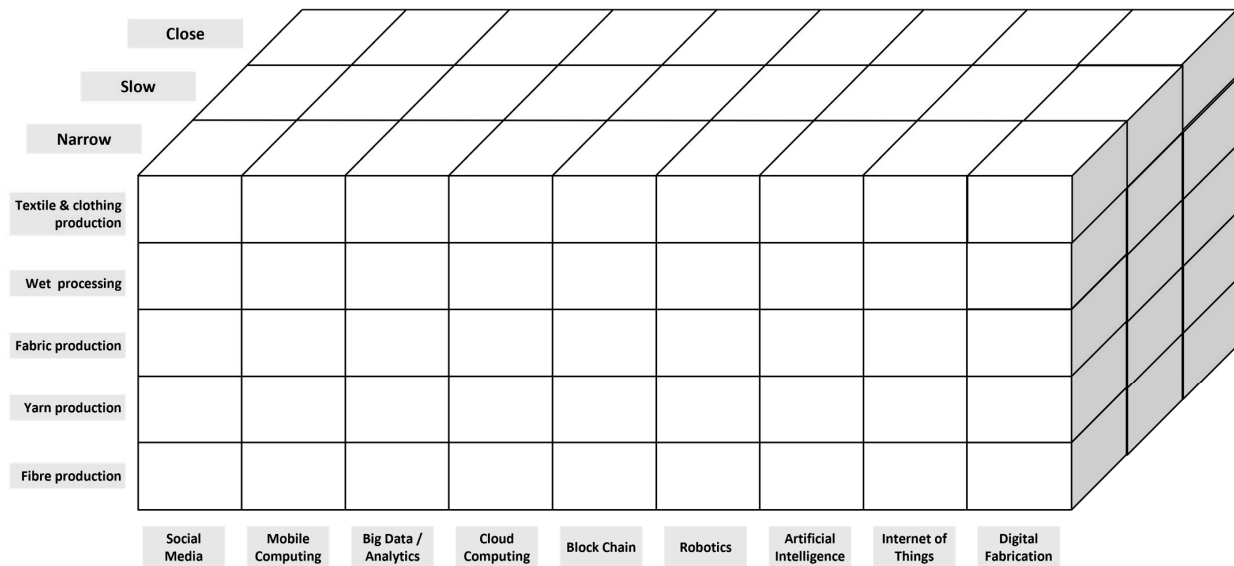 Close
Slow
Narrow
Textile & clothing
production
Wet processing
Fabric production
Yarn production
Fibre production
Social
Media
Mobile
Computing
Big Data /
Analytics
Cloud
Computing
Block Chain
Robotics
Artificial
Intelligence
Internet of
Things
Digital
Fabrication